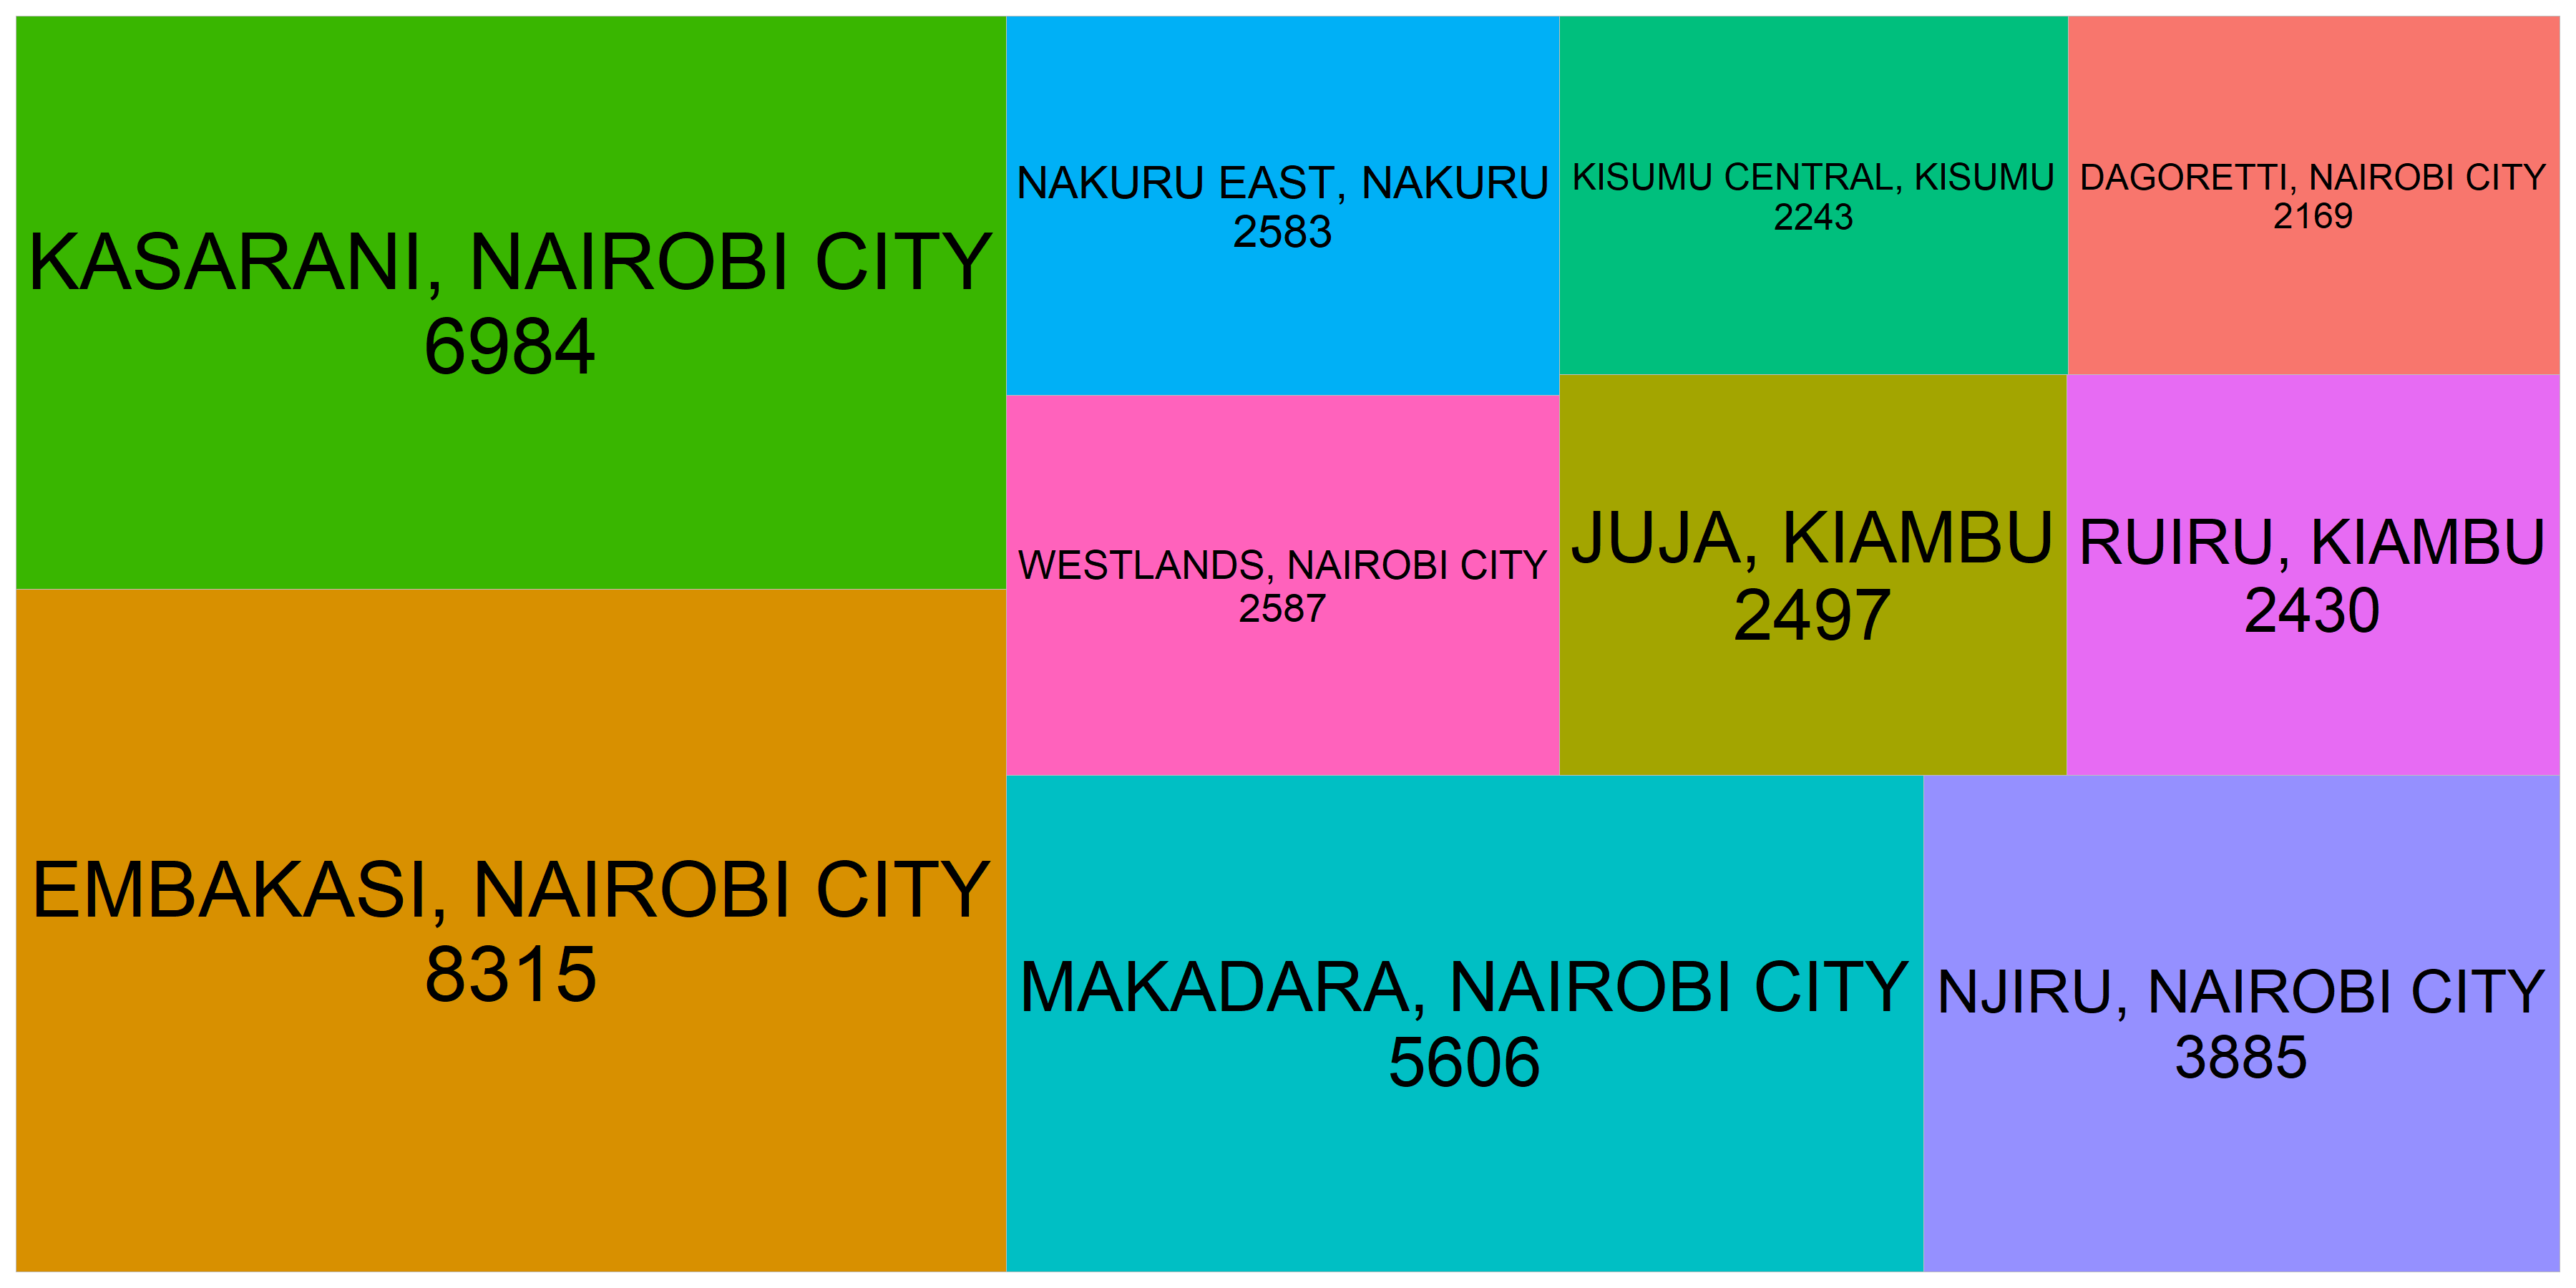 KASARANI, NAIROBI CITY
6984
EMBAKASI, NAIROBI CITY
8315
NAKURU EAST, NAKURU
2583
WESTLANDS, NAIROBI CITY
2587
KISUMU CENTRAL, KISUMU
2243
DAGORETTI, NAIROBI CITY
2169
JUJA, KIAMBU
2497
RUIRU, KIAMBU
2430
MAKADARA, NAIROBI CITY
5606
NJIRU, NAIROBI CITY
3885